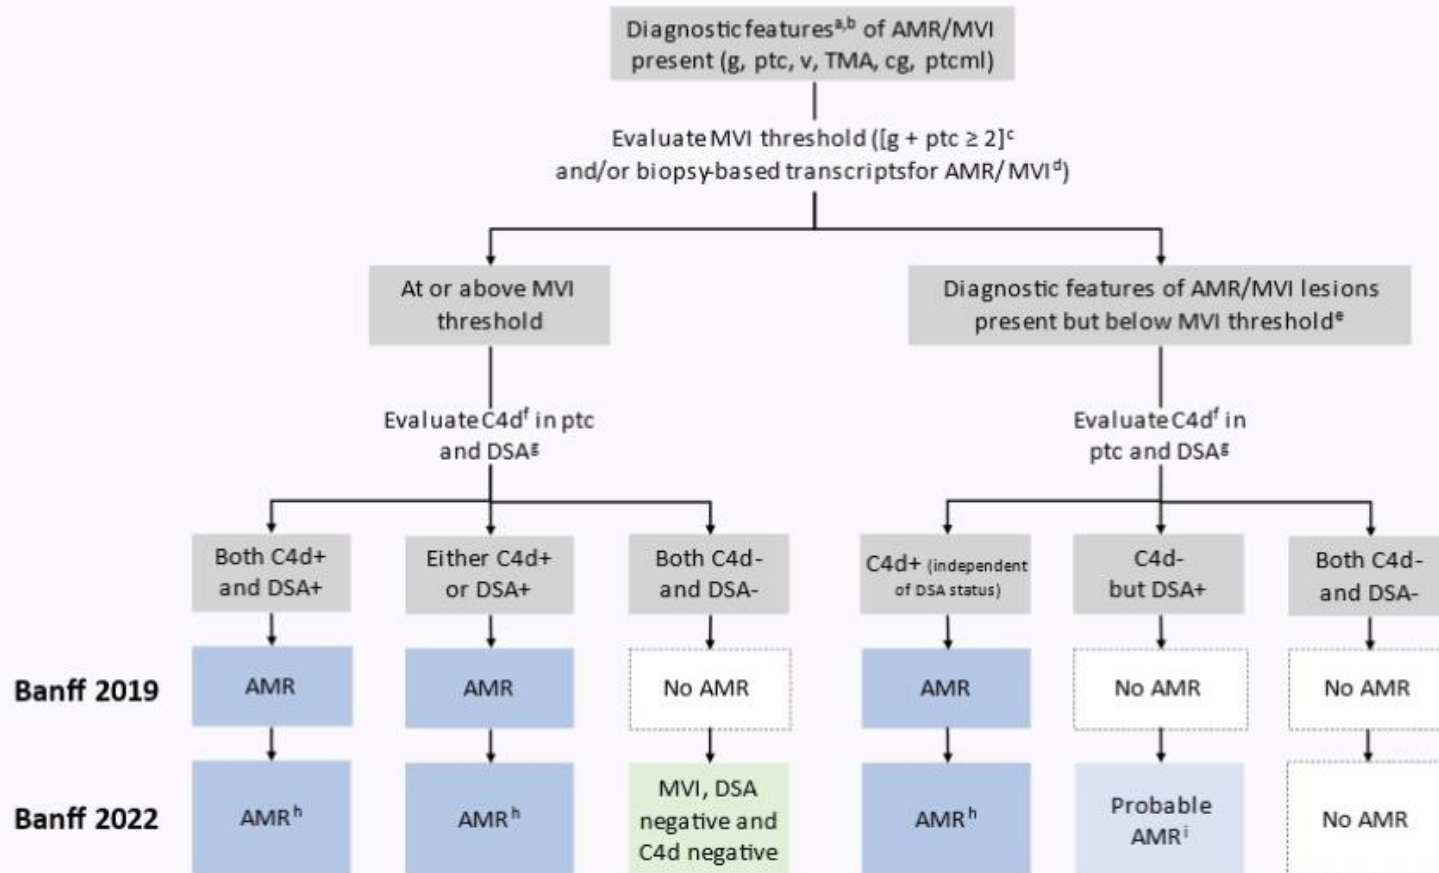 Diagnostic features^a,b of AMR/MVI
present (g, ptc, v, TMA, cg, ptcml)
Evaluate MVI threshold ([g + ptc ≥ 2]^c
and/or biopsy-based transcriptsfor AMR/MVI^d)
At or above MVI
threshold
Diagnostic features of AMR/MVI lesions
present but below MVI threshold^e
Evaluate C4d^f in ptc
and DSA^g
Evaluate C4d^f in
ptc and DSA^g
Both C4d+
and DSA+
Either C4d+
or DSA+
Both C4d-
and DSA-
C4d+ (independent
of DSA status)
C4d-
but DSA+
Both C4d-
and DSA-
Banff 2019
AMR
AMR
No AMR
AMR
No AMR
No AMR
Banff 2022
AMR^h
AMR^h
MVI, DSA
negative and
C4d negative
AMR^h
Probable
AMR^i
No AMR